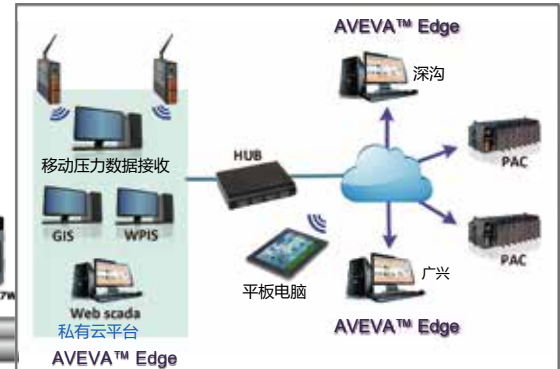 AVEVA™ Edge
深沟
移动压力数据接收
HUB
PAC
GIS
WPIS
PAC
平板电脑
广兴
Web scada
私有云平台
AVEVA™ Edge
AVEVA™ Edge